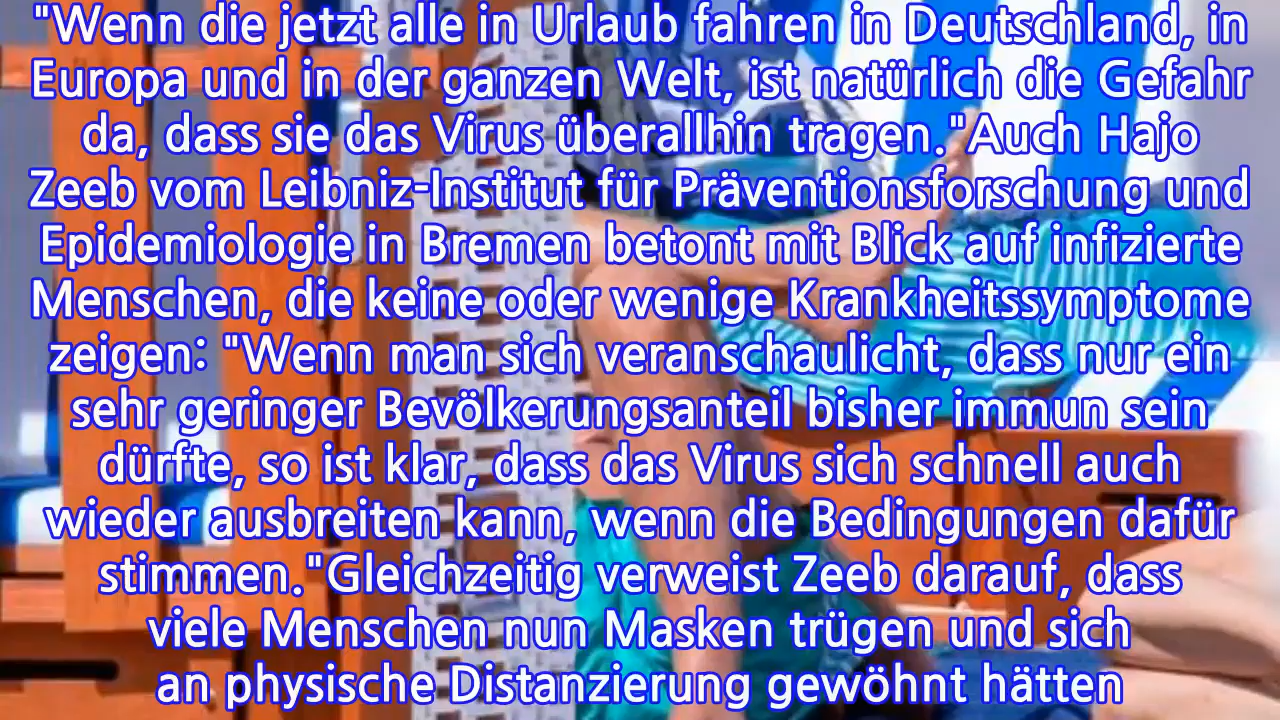 "Wenn die jetzt alle in Urlaub fahren in Deutschland, in
Europa und in der ganzen Welt, ist natürlich die Gefahr
da, dass sie das Virus überallhin tragen."Auch Hajo
Zeeb vom Leibniz-Institut für Präventionsforschung und
Epidemiologie in Bremen betont mit Blick auf infizierte
Menschen, die keine oder wenige Krankheitssymptome
zeigen: "Wenn man sich veranschaulicht, dass nur ein
sehr geringer Bevölkerungsanteil bisher immun sein
dürfte, so ist klar, dass das Virus sich schnell auch
wieder ausbreiten kann, wenn die Bedingungen dafür
stimmen."Gleichzeitig verweist Zeeb darauf, dass
viele Menschen nun Masken trügen und sich
an physische Distanzierung gewöhnt hätten